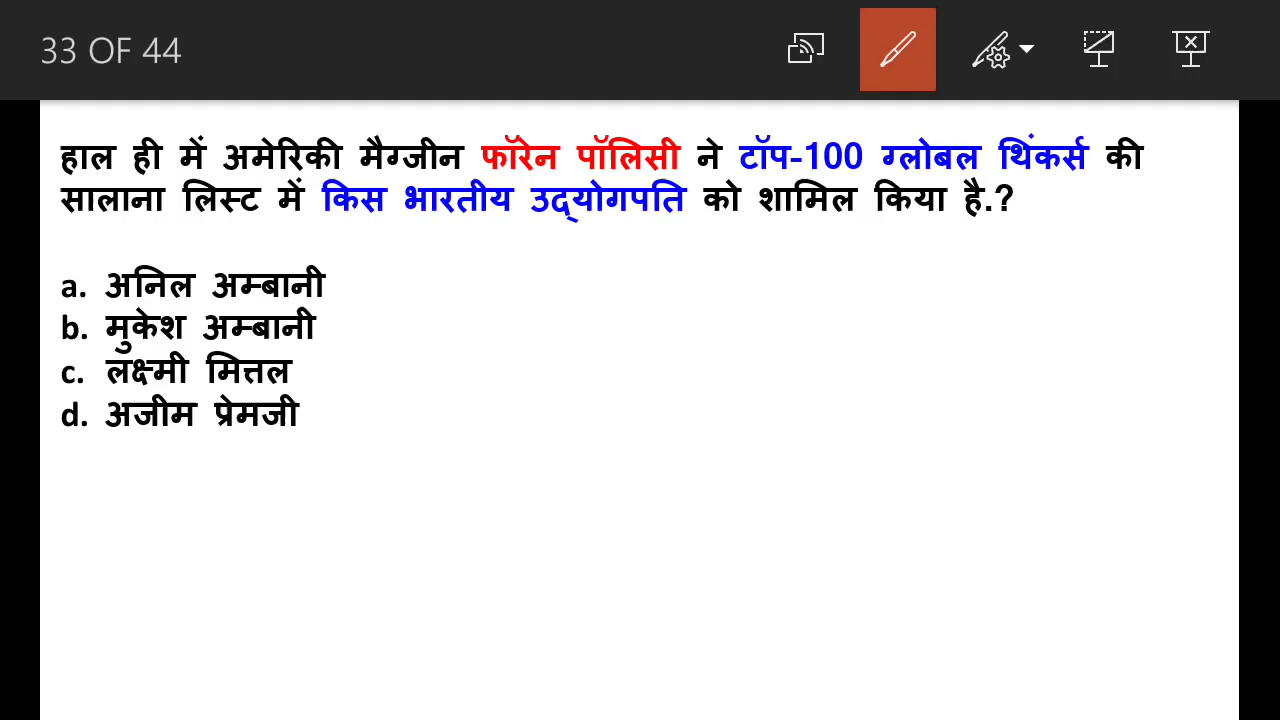 33 OF 44
हाल ही में अमेरिकी मैग्जीन फॉरेन पॉलिसी ने टॉप-100 ग्लोबल थिंकर्स की
सालाना लिस्ट में किस भारतीय उद्योगपति को शामिल किया है.?
a. अनिल अम्बानी
b. मुकेश अम्बानी
c. लक्ष्मी मित्तल
d. अजीम प्रेमजी